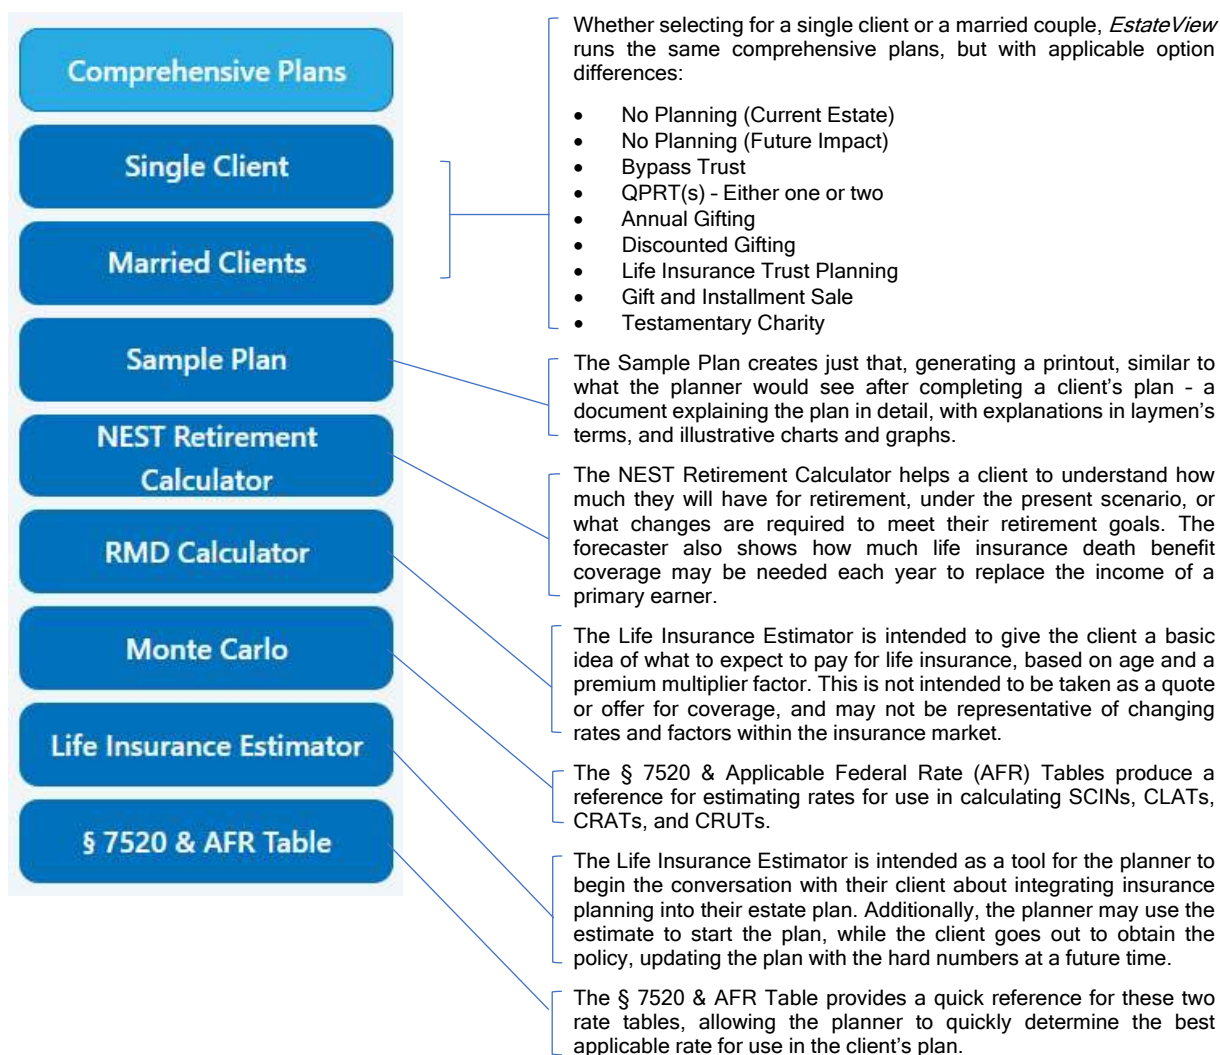 Comprehensive Plans
Single Client
Married Clients
Sample Plan
NEST Retirement
Calculator
RMD Calculator
Monte Carlo
Life Insurance Estimator
§ 7520 & AFR Table
Whether selecting for a single client or a married couple, EstateView
runs the same comprehensive plans, but with applicable option
differences:
• No Planning (Current Estate)
• No Planning (Future Impact)
• Bypass Trust
• QPRT(s) - Either one or two
• Annual Gifting
• Discounted Gifting
• Life Insurance Trust Planning
• Gift and Installment Sale
• Testamentary Charity
The Sample Plan creates just that, generating a printout, similar to
what the planner would see after completing a client's plan - a
document explaining the plan in detail, with explanations in laymen's
terms, and illustrative charts and graphs.
The NEST Retirement Calculator helps a client to understand how
much they will have for retirement, under the present scenario, or
what changes are required to meet their retirement goals. The
forecaster also shows how much life insurance death benefit
coverage may be needed each year to replace the income of a
primary earner.
The Life Insurance Estimator is intended to give the client a basic
idea of what to expect to pay for life insurance, based on age and a
premium multiplier factor. This is not intended to be taken as a quote
or offer for coverage, and may not be representative of changing
rates and factors within the insurance market.
The § 7520 & Applicable Federal Rate (AFR) Tables produce a
reference for estimating rates for use in calculating SCINs, CLATs,
CRATs, and CRUTs.
The Life Insurance Estimator is intended as a tool for the planner to
begin the conversation with their client about integrating insurance
planning into their estate plan. Additionally, the planner may use the
estimate to start the plan, while the client goes out to obtain the
policy, updating the plan with the hard numbers at a future time.
The § 7520 & AFR Table provides a quick reference for these two
rate tables, allowing the planner to quickly determine the best
applicable rate for use in the client's plan.